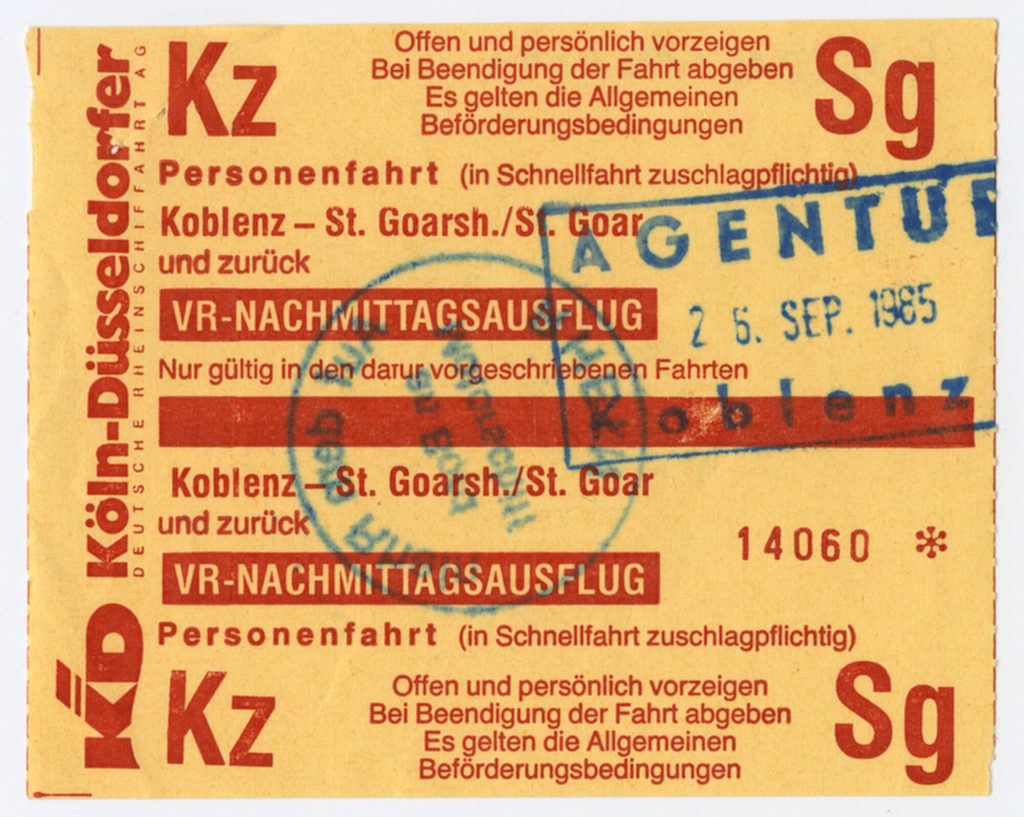 Köln-Düsseldorfer
DEUTSCHE RHEINSCHIFFAHRT AG
KD
Kz
Offen und persönlich vorzeigen
Bei Beendigung der Fahrt abgeben
Es gelten die Allgemeinen
Beförderungsbedingungen
Sg
Personenfahrt (in Schnellfahrt zuschlagpflichtig)
Koblenz – St. Goarsh./St. Goar
und zurück
AGENTUR
26. SEP. 1985
Koblenz
VR-NACHMITTAGSAUSFLUG
Nur gültig in den darur vorgeschriebenen Fahrten
Koblenz – St. Goarsh./St. Goar
und zurück
14060 *
VR-NACHMITTAGSAUSFLUG
Personenfahrt (in Schnellfahrt zuschlagpflichtig)
Kz
Offen und persönlich vorzeigen
Bei Beendigung der Fahrt abgeben
Es gelten die Allgemeinen
Beförderungsbedingungen
Sg